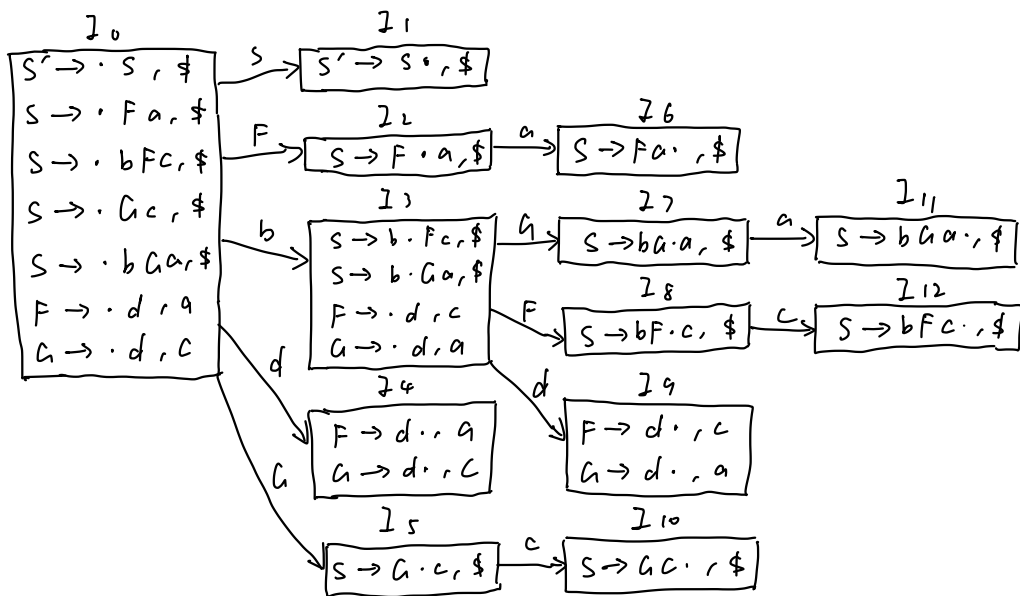 I0
S' → · S , $
S → · F a , $
S → · b F c , $
S → · G c , $
S → · b G a , $
F → · d , a
G → · d , c
S
I1
S' → S · , $
F
I2
S → F · a , $
a
I6
S → F a · , $
b
I3
S → b · F c , $
S → b · G a , $
F → · d , c
G → · d , a
G
I7
S → b G · a , $
a
I11
S → b G a · , $
F
I8
S → b F · c , $
c
I12
S → b F c · , $
d
I4
F → d · , a
G → d · , c
d
I9
F → d · , c
G → d · , a
G
I5
S → G · c , $
c
I10
S → G c · , $